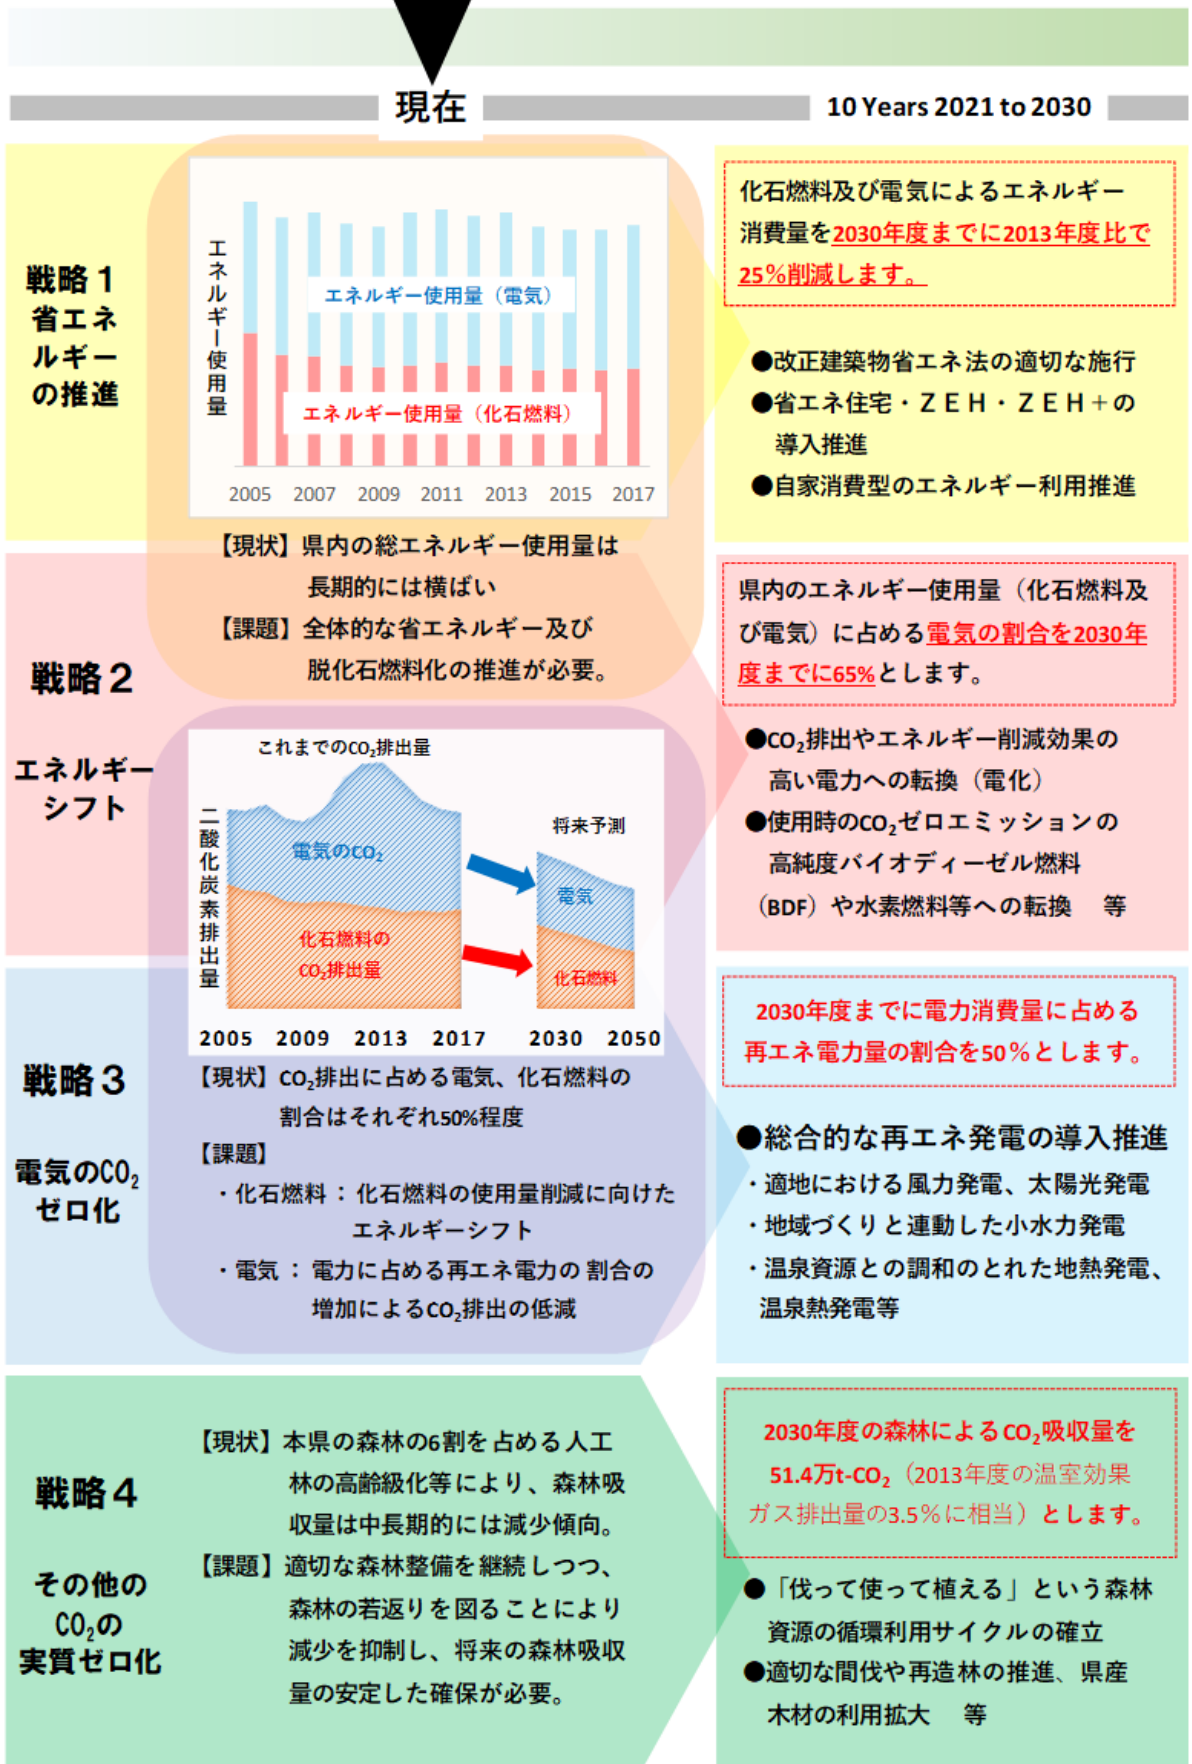 現在
10 Years 2021 to 2030
戦略１
省エネ
ルギー
の推進
エネルギー使用量
エネルギー使用量（電気）
エネルギー使用量（化石燃料）
2005 2007 2009 2011 2013 2015 2017
【現状】県内の総エネルギー使用量は
長期的には横ばい
【課題】全体的な省エネルギー及び
脱化石燃料化の推進が必要。
化石燃料及び電気によるエネルギー
消費量を2030年度までに2013年度比で
25%削減します。
●改正建築物省エネ法の適切な施行
●省エネ住宅・ＺＥＨ・ＺＥＨ＋の
導入推進
●自家消費型のエネルギー利用推進
戦略２
エネルギー
シフト
これまでのCO₂排出量
二酸化炭素排出量
電気のCO₂
化石燃料の
CO₂排出量
将来予測
電気
化石燃料
2005 2009 2013 2017 2030 2050
県内のエネルギー使用量（化石燃料及
び電気）に占める電気の割合を2030年
度までに65%とします。
●CO₂排出やエネルギー削減効果の
高い電力への転換（電化）
●使用時のCO₂ゼロエミッションの
高純度バイオディーゼル燃料
（BDF）や水素燃料等への転換　等
戦略３
電気のCO₂
ゼロ化
【現状】CO₂排出に占める電気、化石燃料の
割合はそれぞれ50%程度
【課題】
・化石燃料：化石燃料の使用量削減に向けた
エネルギーシフト
・電気：電力に占める再エネ電力の 割合の
増加によるCO₂排出の低減
2030年度までに電力消費量に占める
再エネ電力量の割合を50%とします。
●総合的な再エネ発電の導入推進
・適地における風力発電、太陽光発電
・地域づくりと連動した小水力発電
・温泉資源との調和のとれた地熱発電、
温泉熱発電等
戦略４
その他の
CO₂の
実質ゼロ化
【現状】本県の森林の6割を占める人工
林の高齢級化等により、森林吸
収量は中長期的には減少傾向。
【課題】適切な森林整備を継続しつつ、
森林の若返りを図ることにより
減少を抑制し、将来の森林吸収
量の安定した確保が必要。
2030年度の森林によるCO₂吸収量を
51.4万t-CO₂（2013年度の温室効果
ガス排出量の3.5%に相当）とします。
●「伐って使って植える」という森林
資源の循環利用サイクルの確立
●適切な間伐や再造林の推進、県産
木材の利用拡大　等